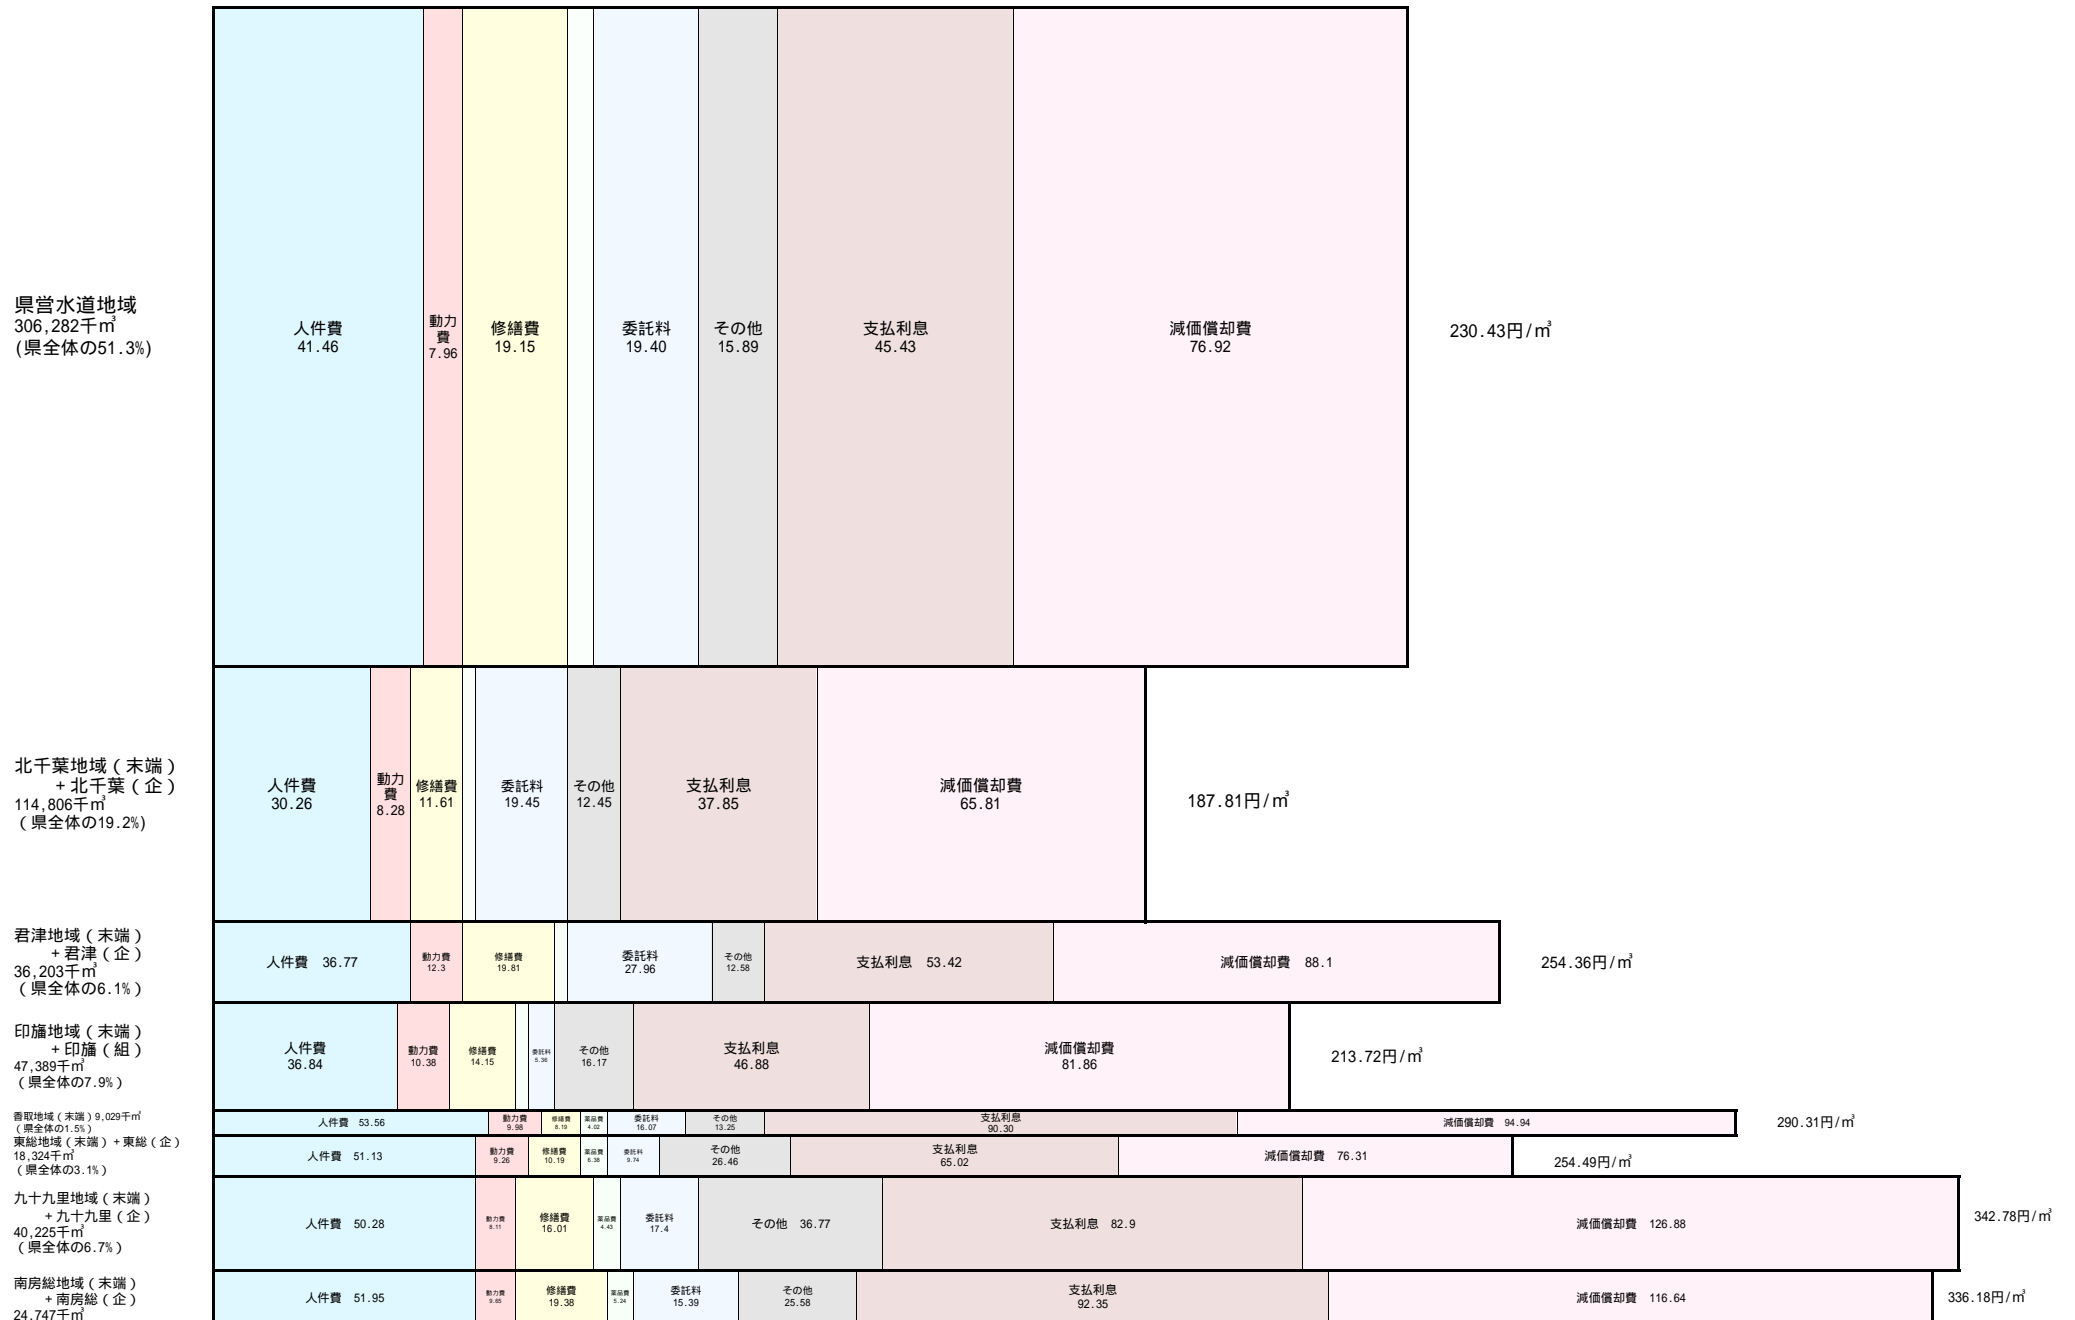 県営水道地域
306,282千㎥
(県全体の51.3%)
人件費
41.46
動力
費
7.96
修繕費
19.15
委託料
19.40
その他
15.89
支払利息
45.43
減価償却費
76.92
230.43円/㎥
北千葉地域(末端)
+北千葉(企)
114,806千㎥
(県全体の19.2%)
人件費
30.26
動力
費
8.28
修繕費
11.61
委託料
19.45
その他
12.45
支払利息
37.85
減価償却費
65.81
187.81円/㎥
君津地域(末端)
+君津(企)
36,203千㎥
(県全体の6.1%)
人件費 36.77
動力費
12.3
修繕費
19.81
委託料
27.96
その他
12.58
支払利息 53.42
減価償却費 88.1
254.36円/㎥
印旛地域(末端)
+印旛(組)
47,389千㎥
(県全体の7.9%)
人件費
36.84
動力費
10.38
修繕費
14.15
委託料
5.36
その他
16.17
支払利息
46.88
減価償却費
81.86
213.72円/㎥
香取地域(末端)9,029千㎥
(県全体の1.5%)
人件費 53.56
動力費
9.98
修繕費
8.19
薬品費
4.02
委託料
16.07
その他
13.25
支払利息
90.30
減価償却費 94.94
290.31円/㎥
東総地域(末端)+東総(企)
18,324千㎥
(県全体の3.1%)
人件費 51.13
動力費
9.26
修繕費
10.19
薬品費
6.38
委託料
9.74
その他
26.46
支払利息
65.02
減価償却費 76.31
254.49円/㎥
九十九里地域(末端)
+九十九里(企)
40,225千㎥
(県全体の6.7%)
人件費 50.28
動力費
8.11
修繕費
16.01
薬品費
4.43
委託料
17.4
その他 36.77
支払利息 82.9
減価償却費 126.88
342.78円/㎥
南房総地域(末端)
+南房総(企)
24,747千㎥
人件費 51.95
動力費
9.65
修繕費
19.38
薬品費
5.24
委託料
15.39
その他
25.58
支払利息
92.35
減価償却費 116.64
336.18円/㎥